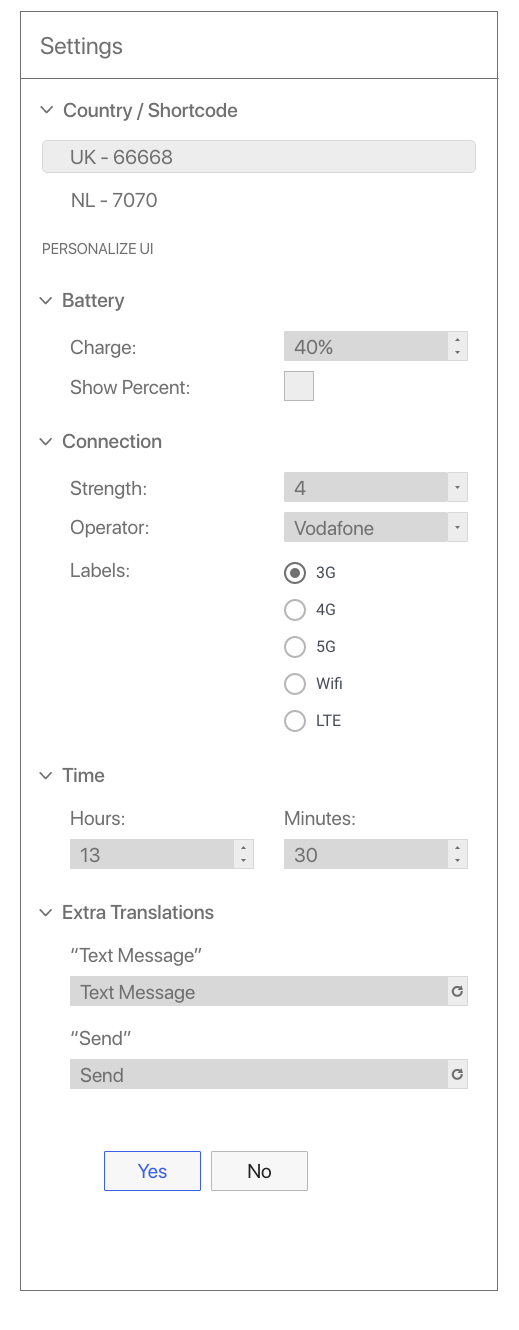 Settings
Country / Shortcode
UK - 66668
NL - 7070
PERSONALIZE UI
Battery
Charge: 40%
Show Percent:
Connection
Strength: 4
Operator: Vodafone
Labels: 3G
4G
5G
Wifi
LTE
Time
Hours: Minutes:
13 30
Extra Translations
“Text Message”
Text Message
“Send”
Send
Yes No